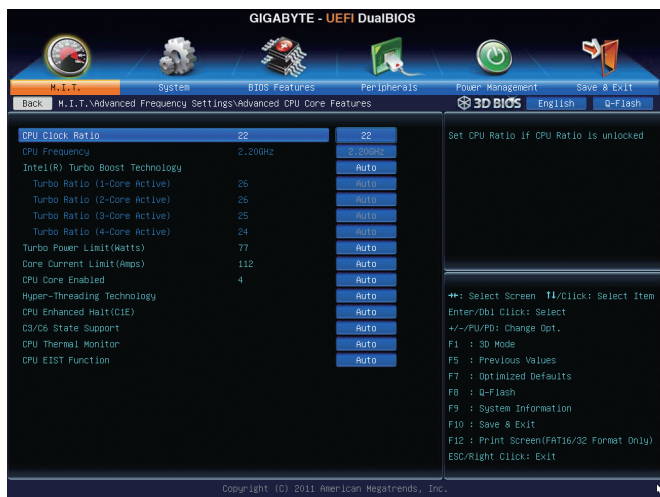 GIGABYTE - UEFI DualBIOS
M.I.T. System BIOS Features Peripherals Power Management Save & Exit
Back M.I.T.\Advanced Frequency Settings\Advanced CPU Core Features 3D BIOS English Q-Flash
CPU Clock Ratio 22 22
CPU Frequency 2.20GHz 2.20GHz
Intel(R) Turbo Boost Technology Auto
Turbo Ratio (1-Core Active) 26 Auto
Turbo Ratio (2-Core Active) 26 Auto
Turbo Ratio (3-Core Active) 25 Auto
Turbo Ratio (4-Core Active) 24 Auto
Turbo Power Limit(Watts) 77 Auto
Core Current Limit(Amps) 112 Auto
CPU Core Enabled 4 Auto
Hyper-Threading Technology Auto
CPU Enhanced Halt(C1E) Auto
C3/C6 State Support Auto
CPU Thermal Monitor Auto
CPU EIST Function Auto
Set CPU Ratio if CPU Ratio is unlocked
→←: Select Screen ↑↓/Click: Select Item
Enter/Dbl Click: Select
+/-/PU/PD: Change Opt.
F1 : 3D Mode
F5 : Previous Values
F7 : Optimized Defaults
F8 : Q-Flash
F9 : System Information
F10 : Save & Exit
F12 : Print Screen(FAT16/32 Format Only)
ESC/Right Click: Exit
Copyright (C) 2011 American Megatrends, Inc.